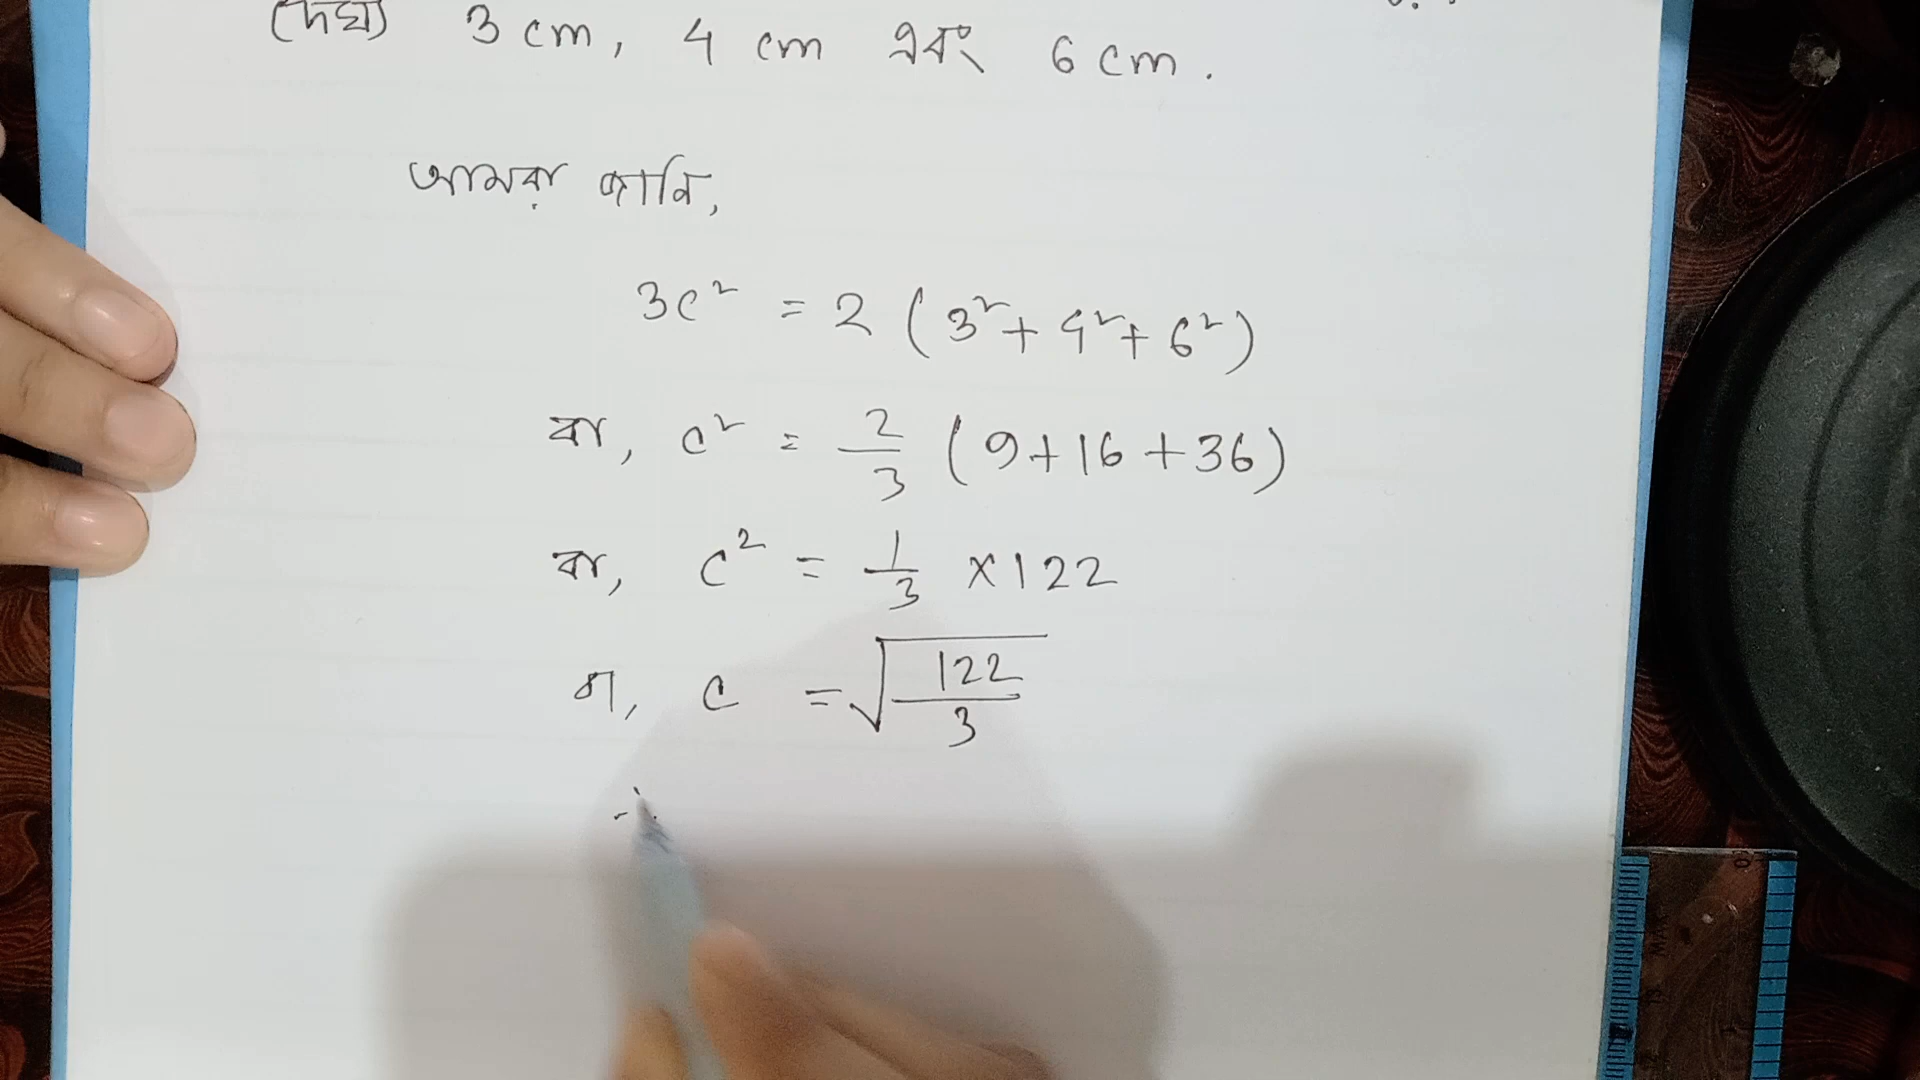 দৈর্ঘ্য 3 cm, 4 cm এবং 6 cm.
আমরা জানি,
3c² = 2 (3² + 4² + 6²)
বা, c² = 2/3 (9+16+36)
বা, c² = 1/3 ×122
বা, c = √(122/3)